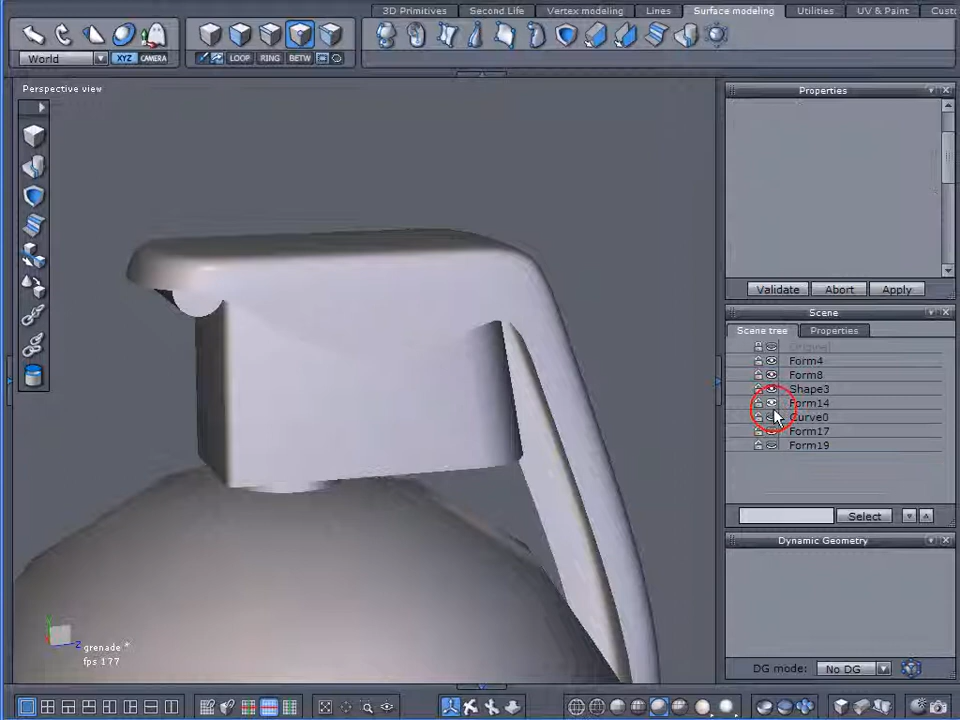 3D Primitives Second Life Vertex modeling Lines Surface modeling Utilities UV & Paint Custo
World XYZ CAMERA LOOP RING BETW
Perspective view
Properties
Validate Abort Apply
Scene
Scene tree Properties
Original
Form4
Form8
Shape3
Form14
Curve0
Form17
Form19
Select
Dynamic Geometry
Y
Z
grenade *
fps 177
DG mode: No DG